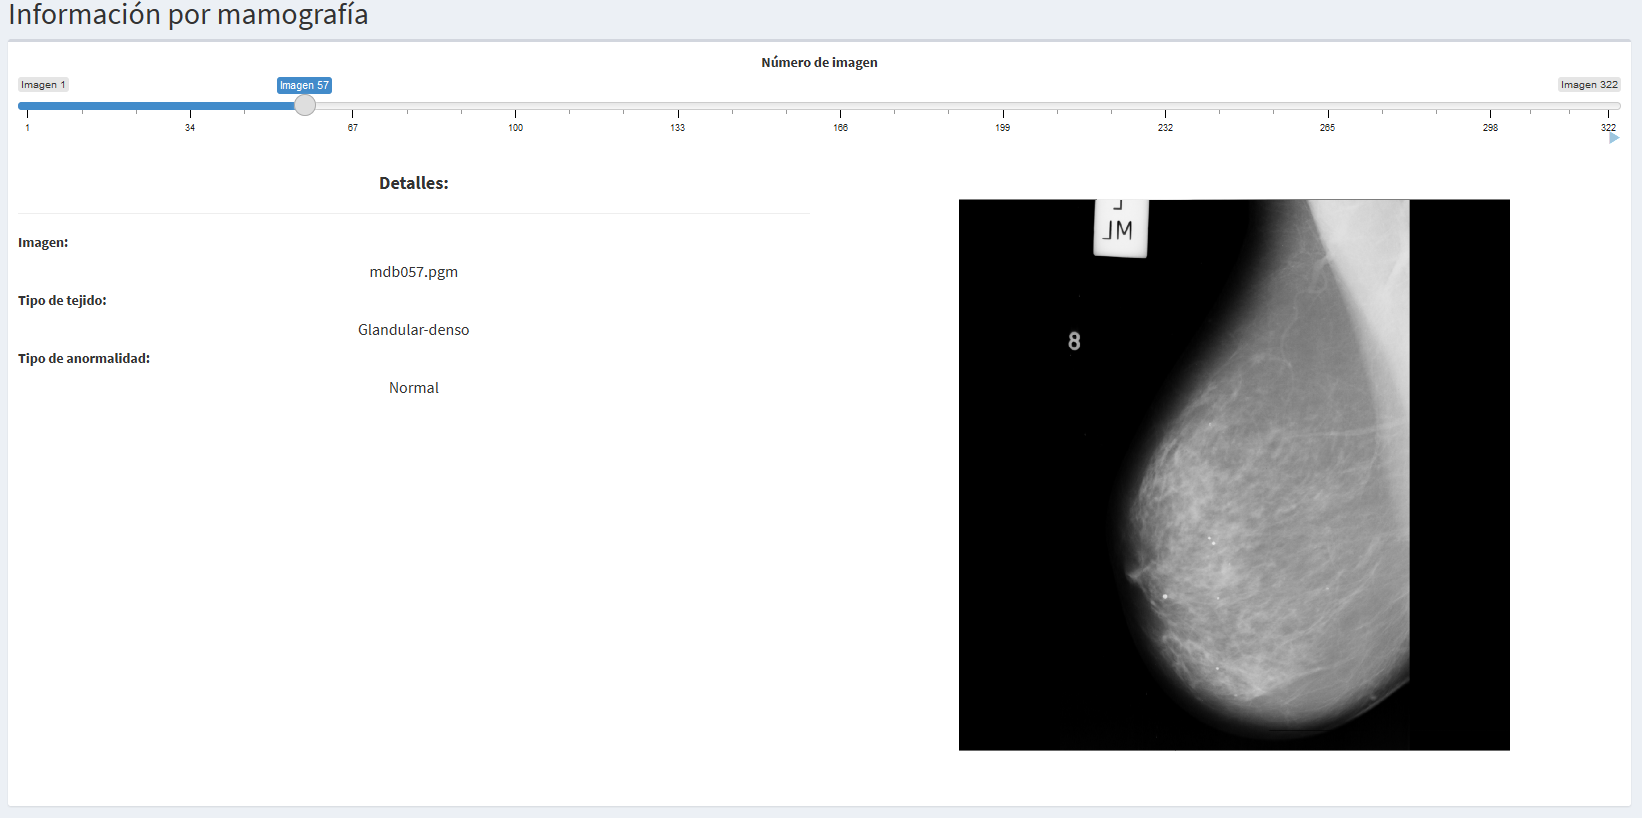 Información por mamografía
Número de imagen
Imagen 1
Imagen 57
Imagen 322
1 34 67 100 133 166 199 232 265 298 322
Detalles:
Imagen:
mdb057.pgm
Tipo de tejido:
Glandular-denso
Tipo de anormalidad:
Normal
8